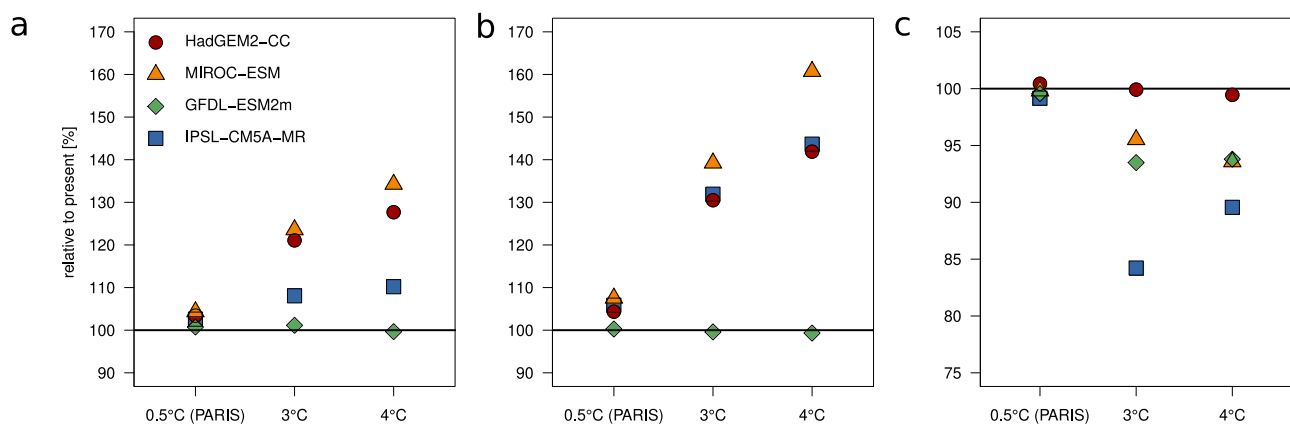 a
170
160
150
140
130
120
110
100
90
relative to present [%]
HadGEM2−CC
MIROC−ESM
GFDL−ESM2m
IPSL−CM5A−MR
0.5°C (PARIS) 3°C 4°C
b
170
160
150
140
130
120
110
100
90
0.5°C (PARIS) 3°C 4°C
c
105
100
95
90
85
80
75
0.5°C (PARIS) 3°C 4°C